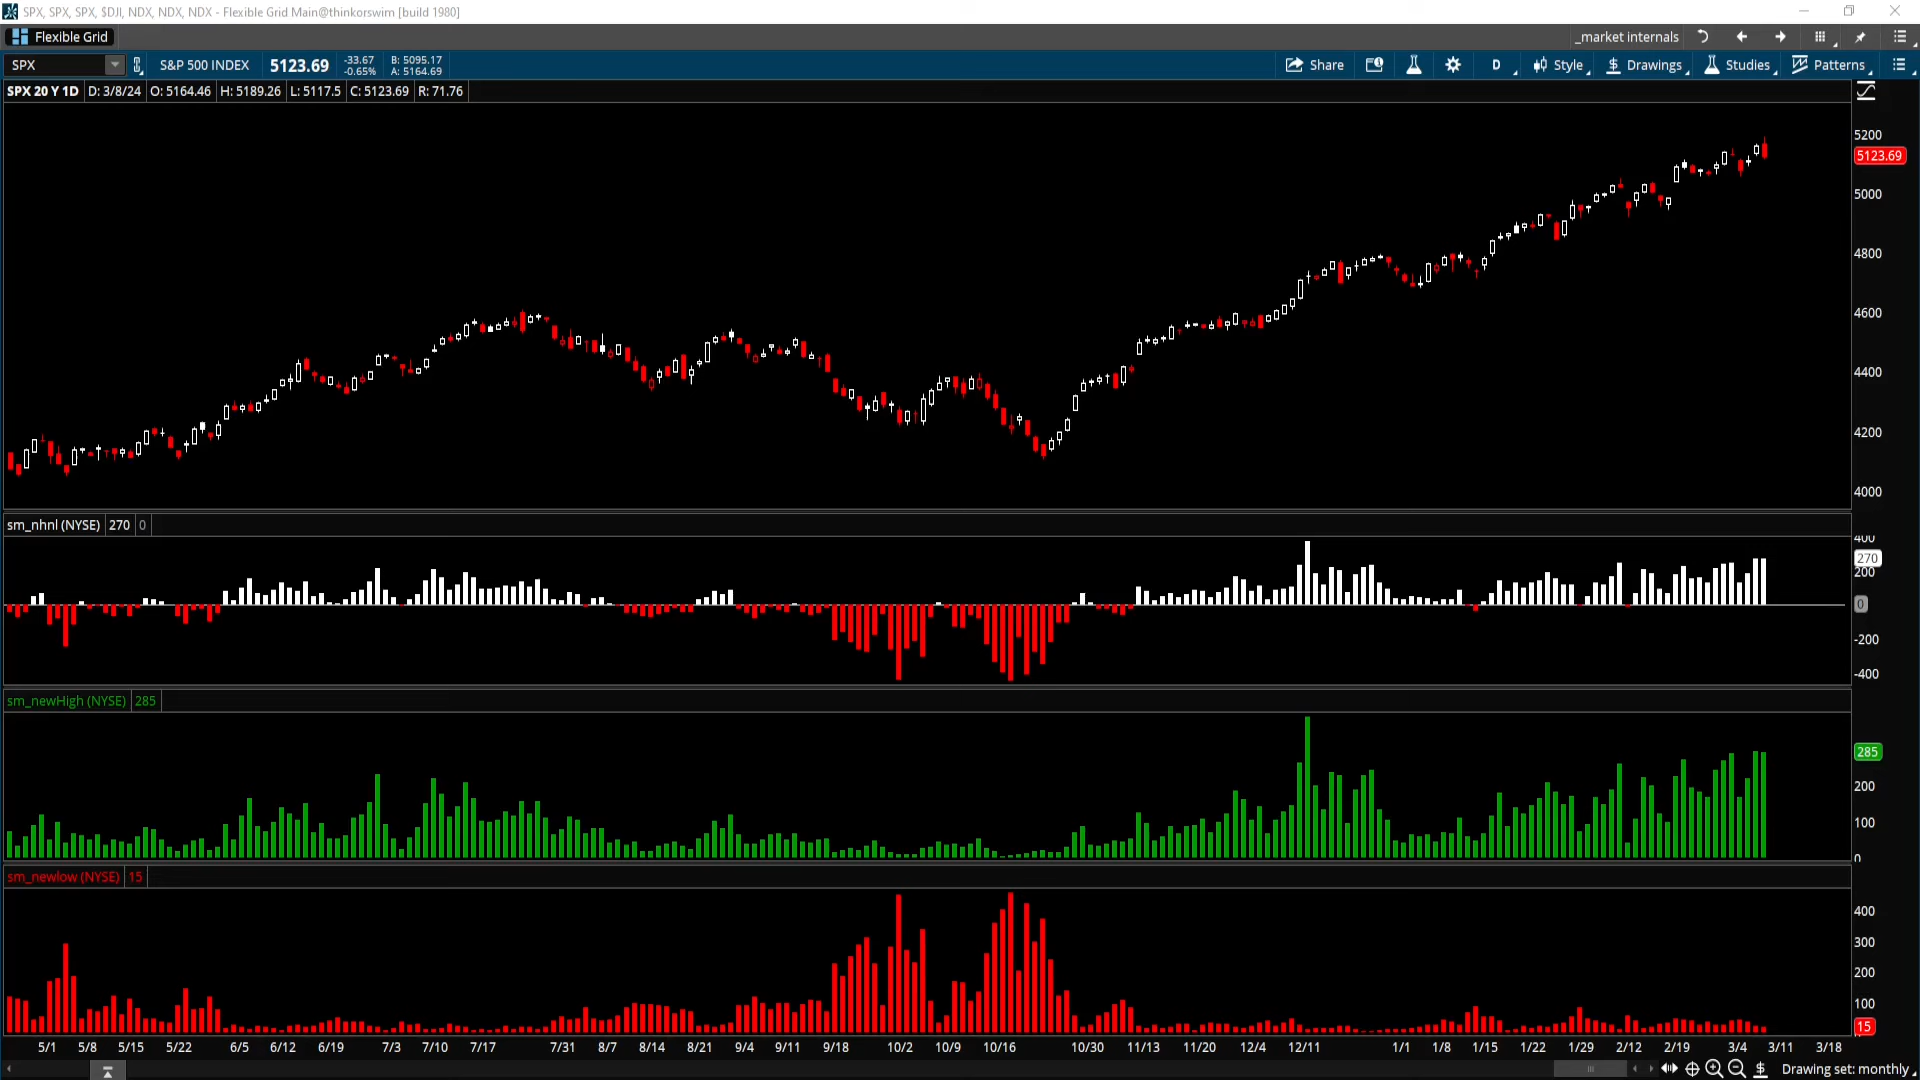 SPX, SPX, SPX, SPX, $DJI, NDX, NDX, NDX - Flexible Grid Main@thinkorswim [build 1980]
Flexible Grid
_market internals
SPX
S&P 500 INDEX
5123.69
-33.67
-0.65%
B: 5095.17
A: 5164.69
Share
D
Style
Drawings
Studies
Patterns
SPX 20 Y 1D
D: 3/8/24
O: 5164.46
H: 5189.26
L: 5117.5
C: 5123.69
R: 71.76
5200
5123.69
5000
4800
4600
4400
4200
4000
sm_nhnl (NYSE)
270
0
400
270
200
0
-200
-400
sm_newHigh (NYSE)
285
285
200
100
0
sm_newlow (NYSE)
15
400
300
200
100
15
5/1
5/8
5/15
5/22
6/5
6/12
6/19
7/3
7/10
7/17
7/31
8/7
8/14
8/21
9/4
9/11
9/18
10/2
10/9
10/16
10/30
11/13
11/20
12/4
12/11
1/1
1/8
1/15
1/22
1/29
2/12
2/19
3/4
3/11
3/18
Drawing set: monthly